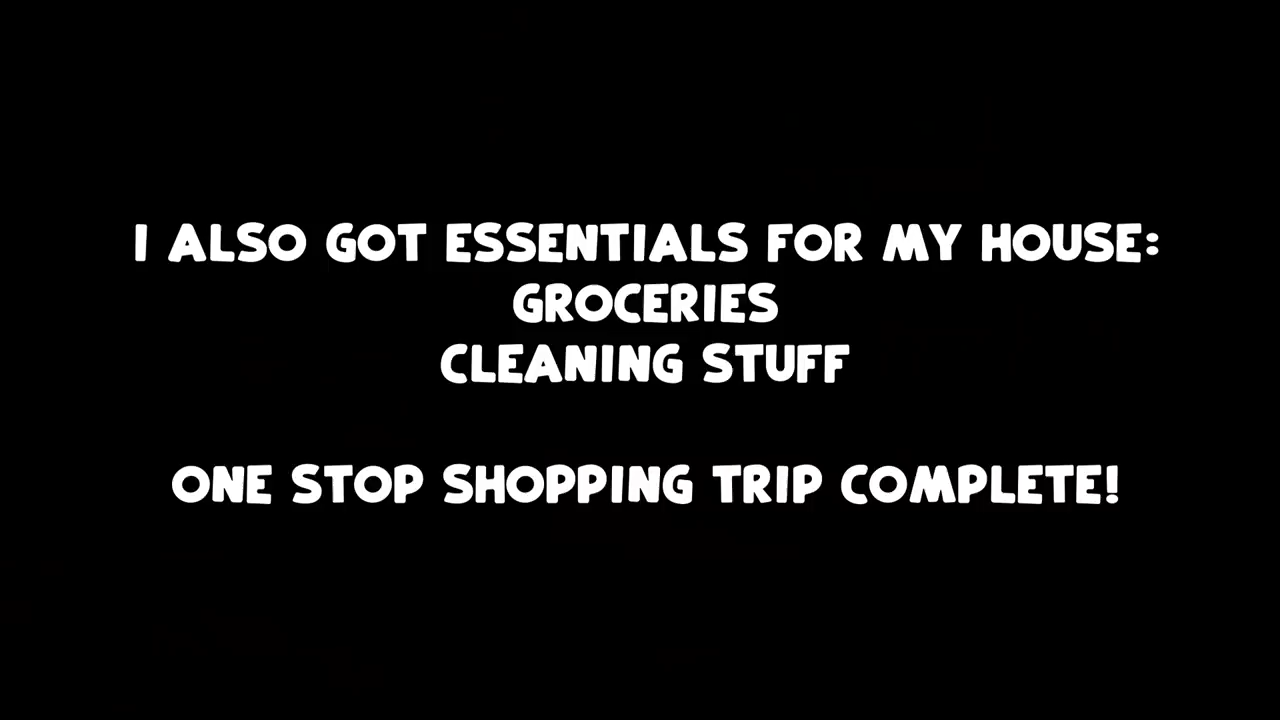 I ALSO GOT ESSENTIALS FOR MY HOUSE:
GROCERIES
CLEANING STUFF
ONE STOP SHOPPING TRIP COMPLETE!